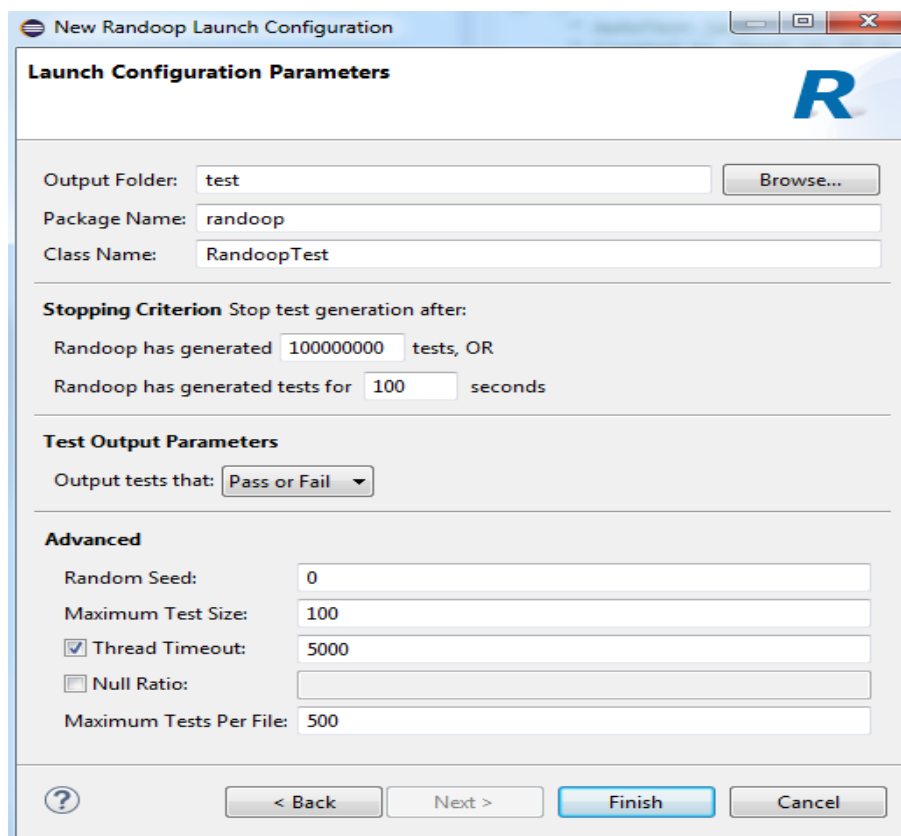 New Randoop Launch Configuration
Launch Configuration Parameters
R
Output Folder: test Browse...
Package Name: randoop
Class Name: RandoopTest
Stopping Criterion Stop test generation after:
Randoop has generated 100000000 tests, OR
Randoop has generated tests for 100 seconds
Test Output Parameters
Output tests that: Pass or Fail
Advanced
Random Seed: 0
Maximum Test Size: 100
Thread Timeout: 5000
Null Ratio:
Maximum Tests Per File: 500
? < Back Next > Finish Cancel